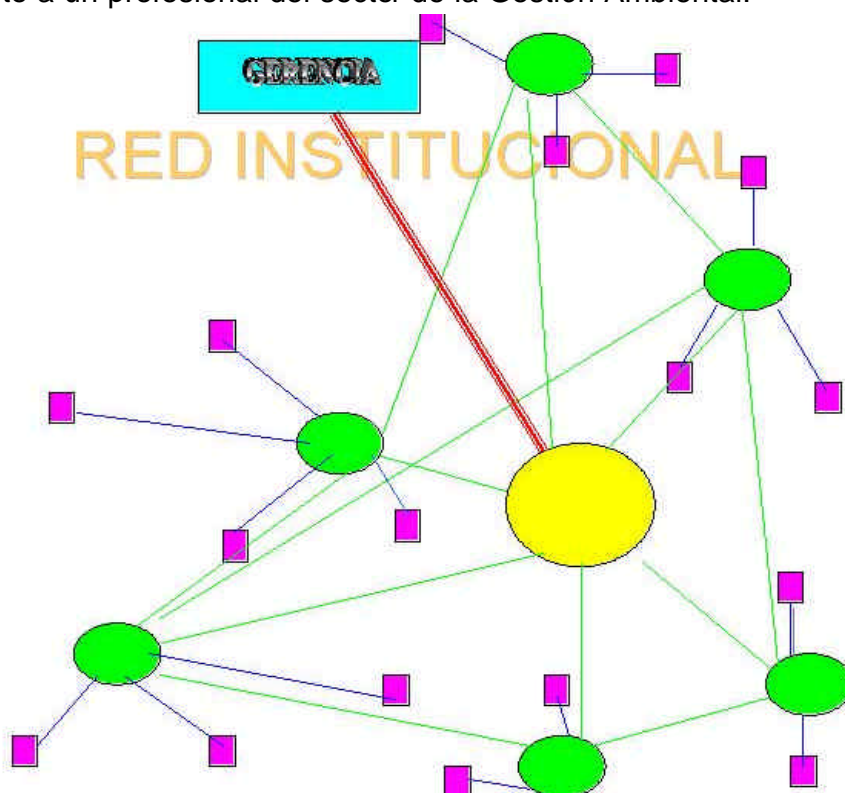 a un profesional del sector de la Gestión Ambiental.
GERENCIA
RED INSTITUCIONAL